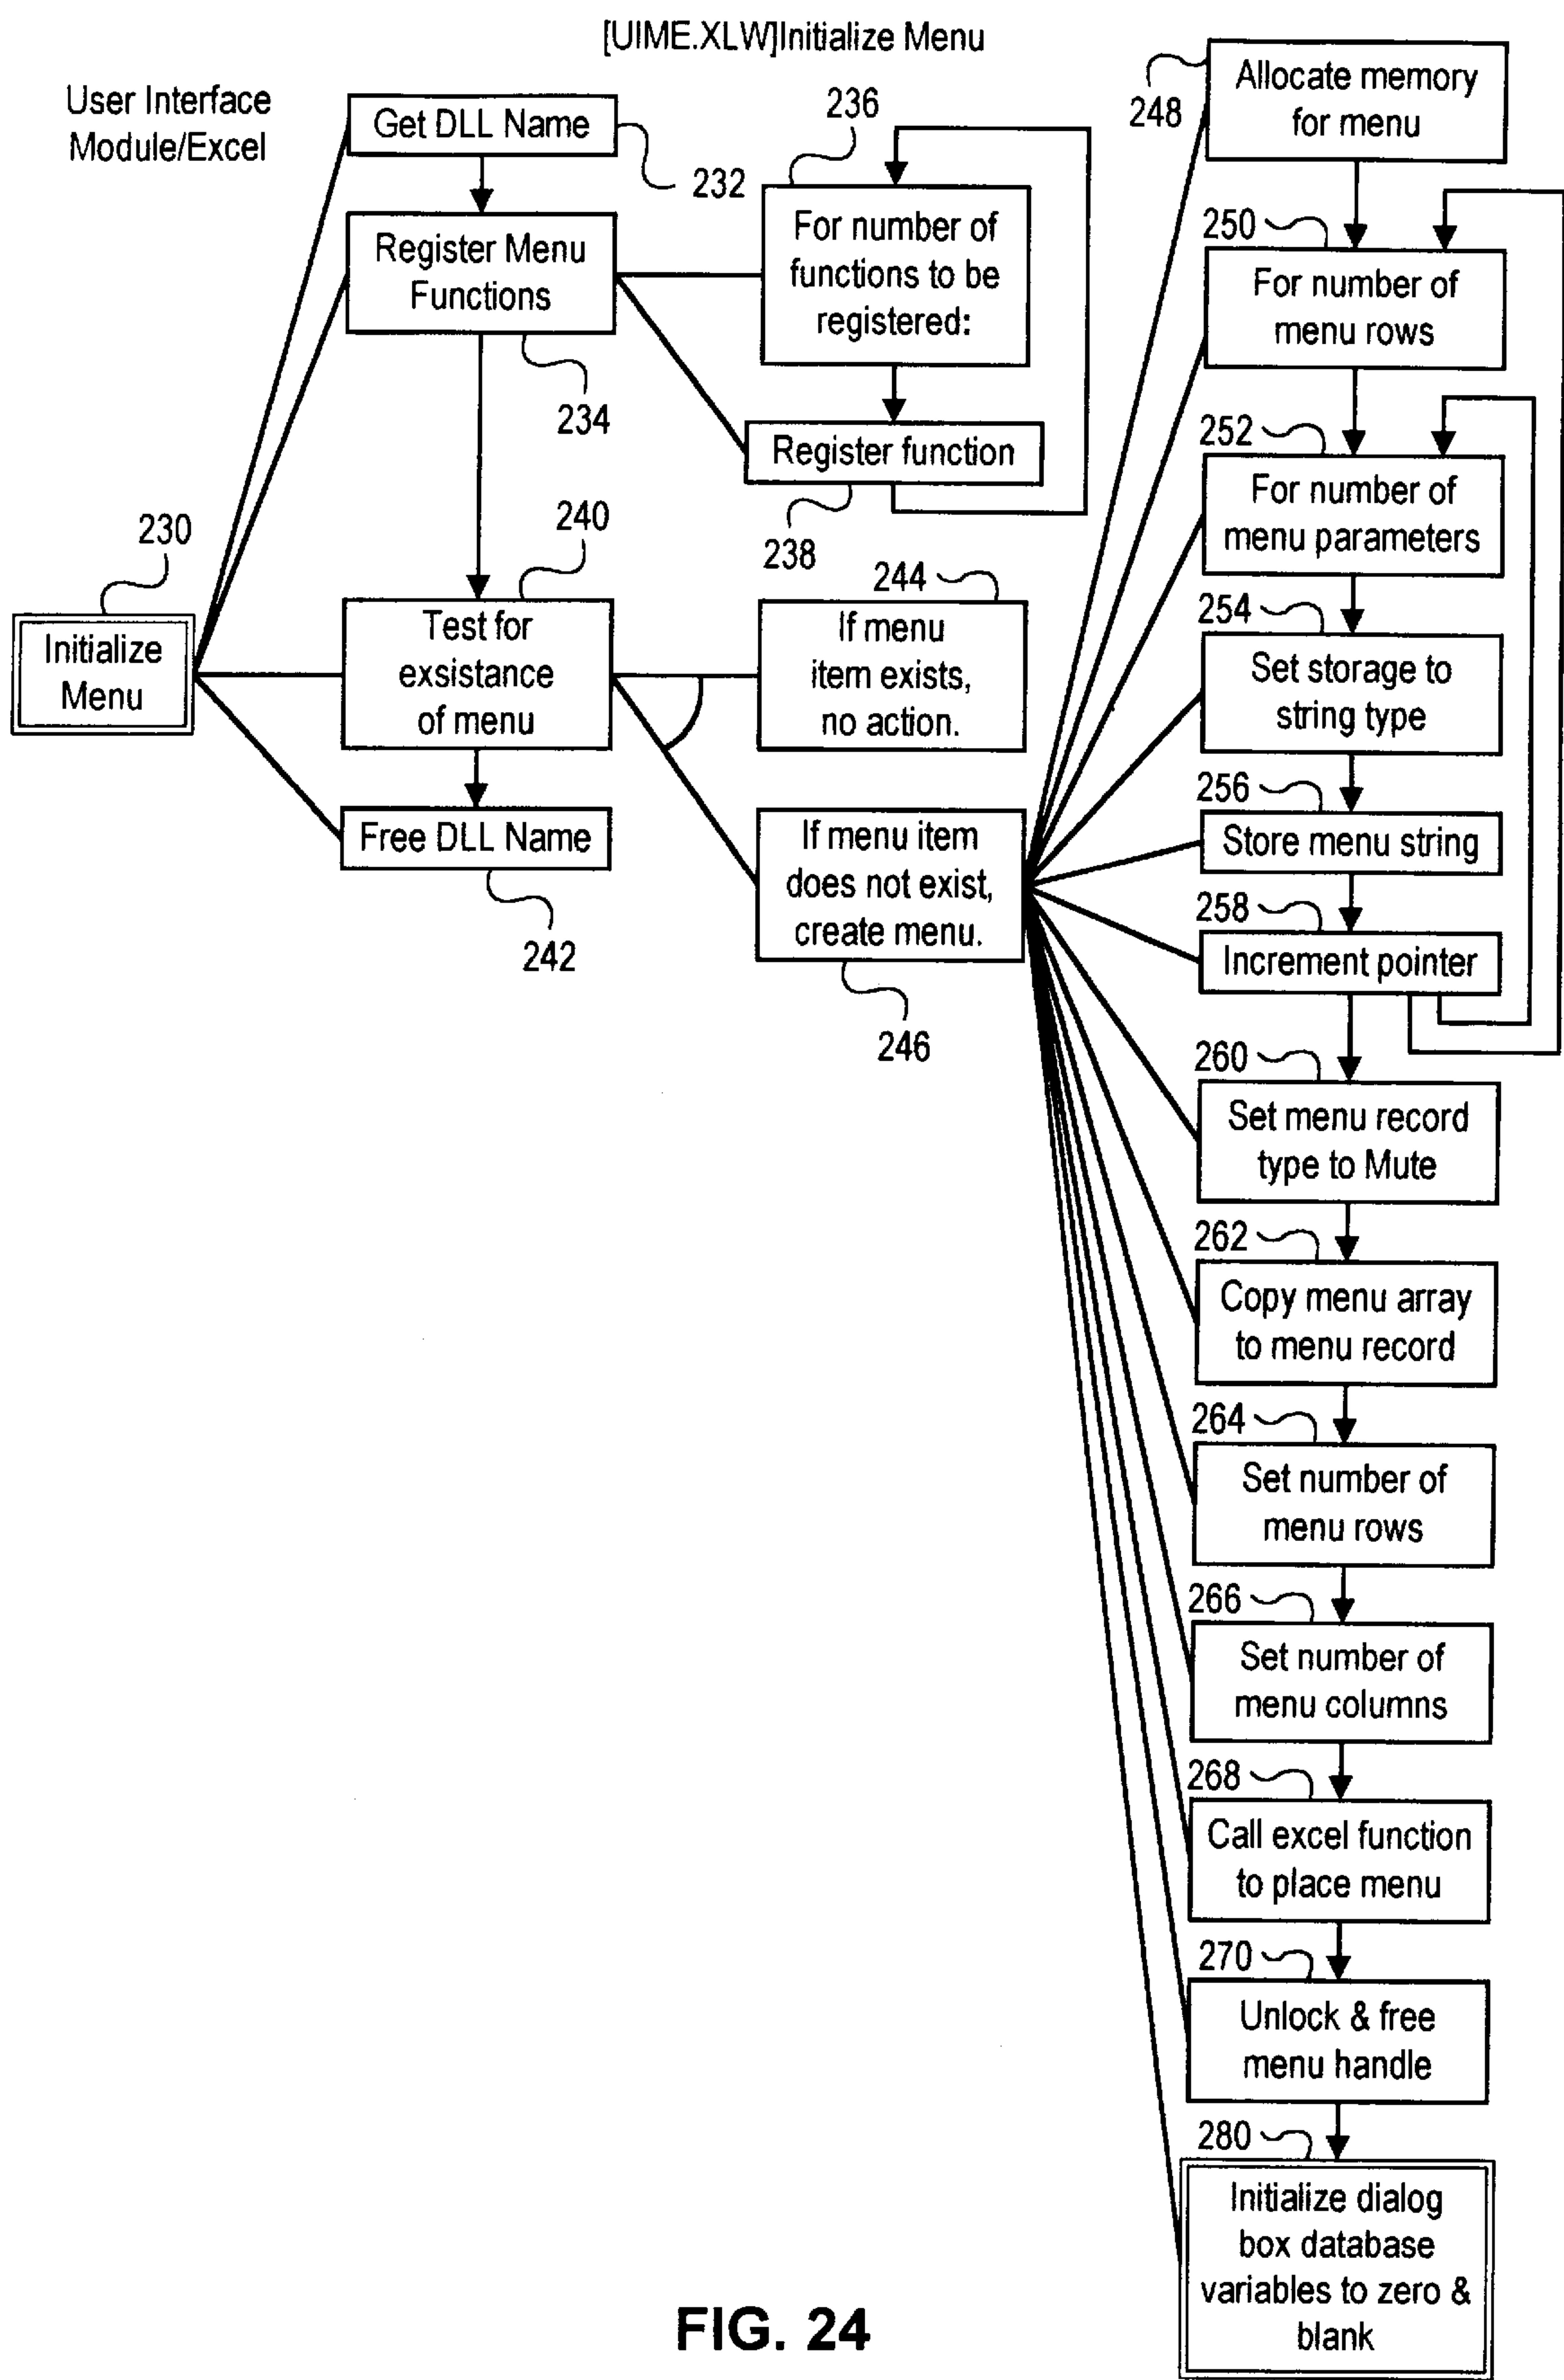 [UIME.XLW]Initialize Menu
User Interface
Module/Excel
Get DLL Name
232
Register Menu
Functions
234
236
For number of
functions to be
registered:
Register function
238
230
Initialize
Menu
240
Test for
exsistance
of menu
Free DLL Name
242
244
If menu
item exists,
no action.
If menu item
does not exist,
create menu.
246
248
Allocate memory
for menu
250
For number of
menu rows
252
For number of
menu parameters
254
Set storage to
string type
256
Store menu string
258
Increment pointer
260
Set menu record
type to Mute
262
Copy menu array
to menu record
264
Set number of
menu rows
266
Set number of
menu columns
268
Call excel function
to place menu
270
Unlock & free
menu handle
280
Initialize dialog
box database
variables to zero &
blank
FIG. 24